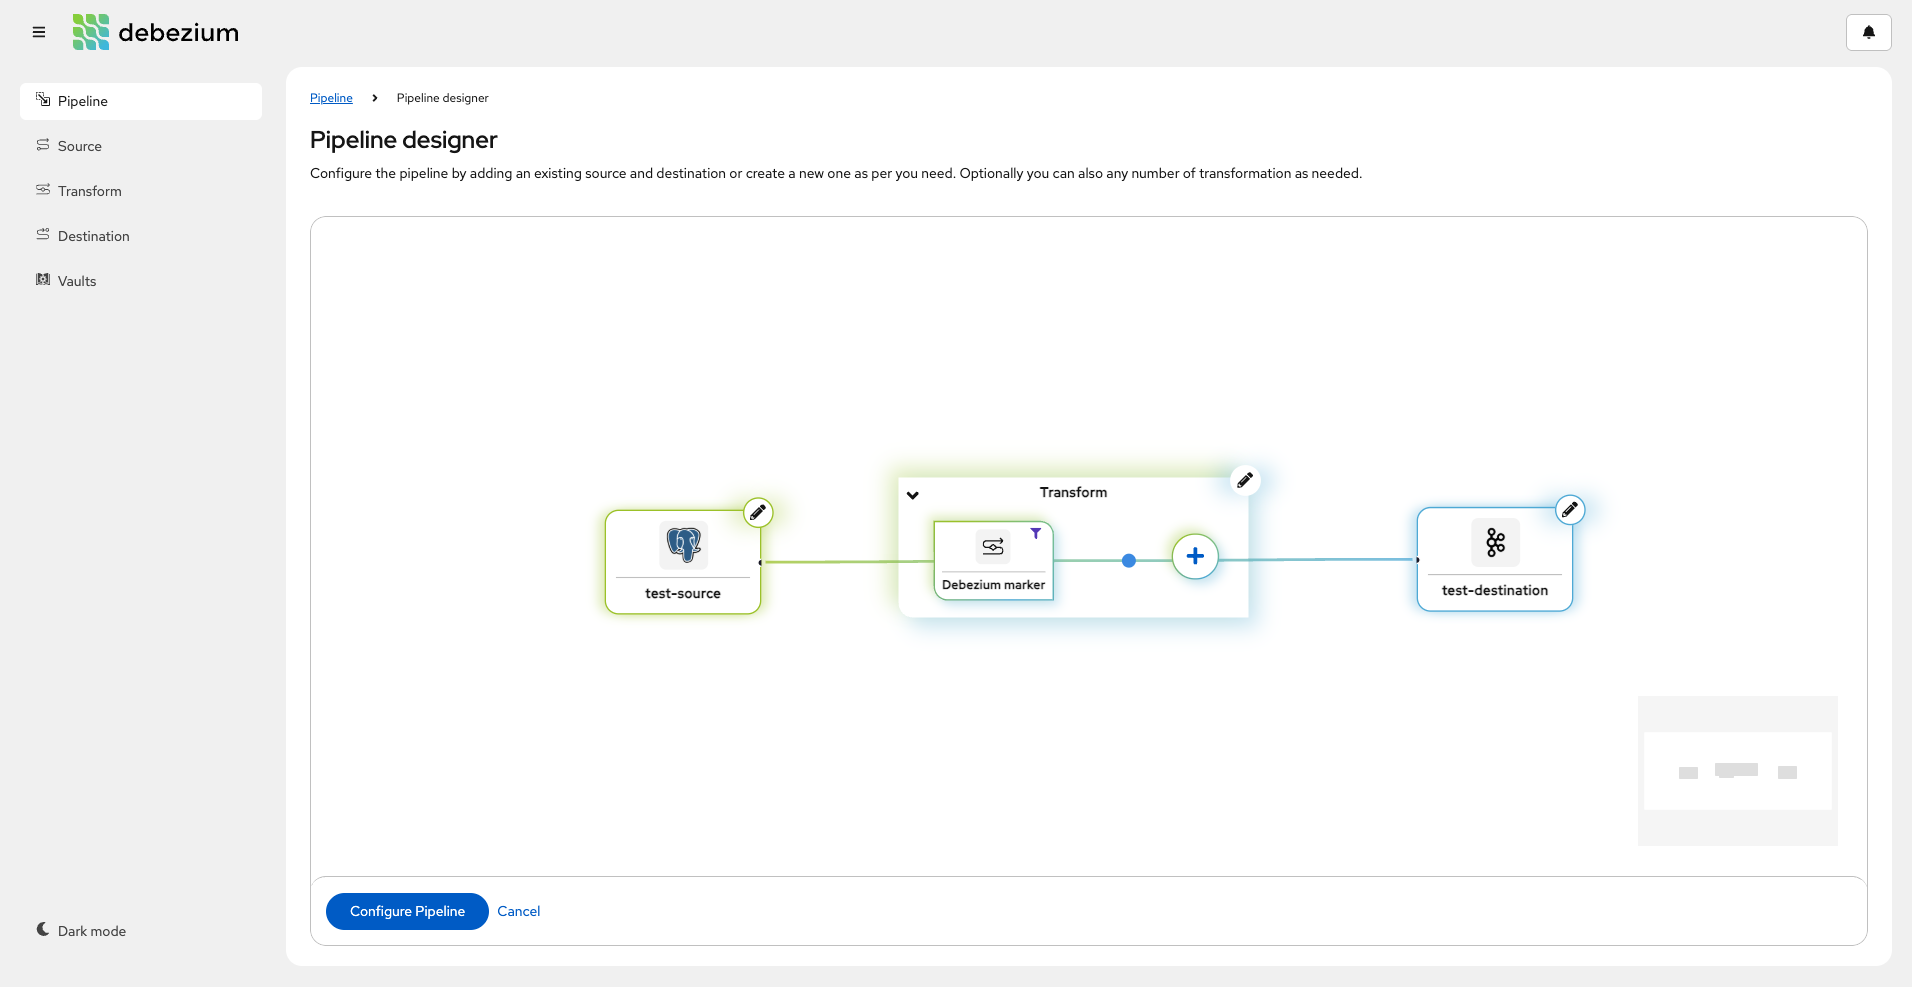 debezium
Pipeline
Source
Transform
Destination
Vaults
Dark mode
Pipeline > Pipeline designer
Pipeline designer
Configure the pipeline by adding an existing source and destination or create a new one as per you need. Optionally you can also any number of transformation as needed.
test-source
Transform
Debezium marker
test-destination
Configure Pipeline Cancel